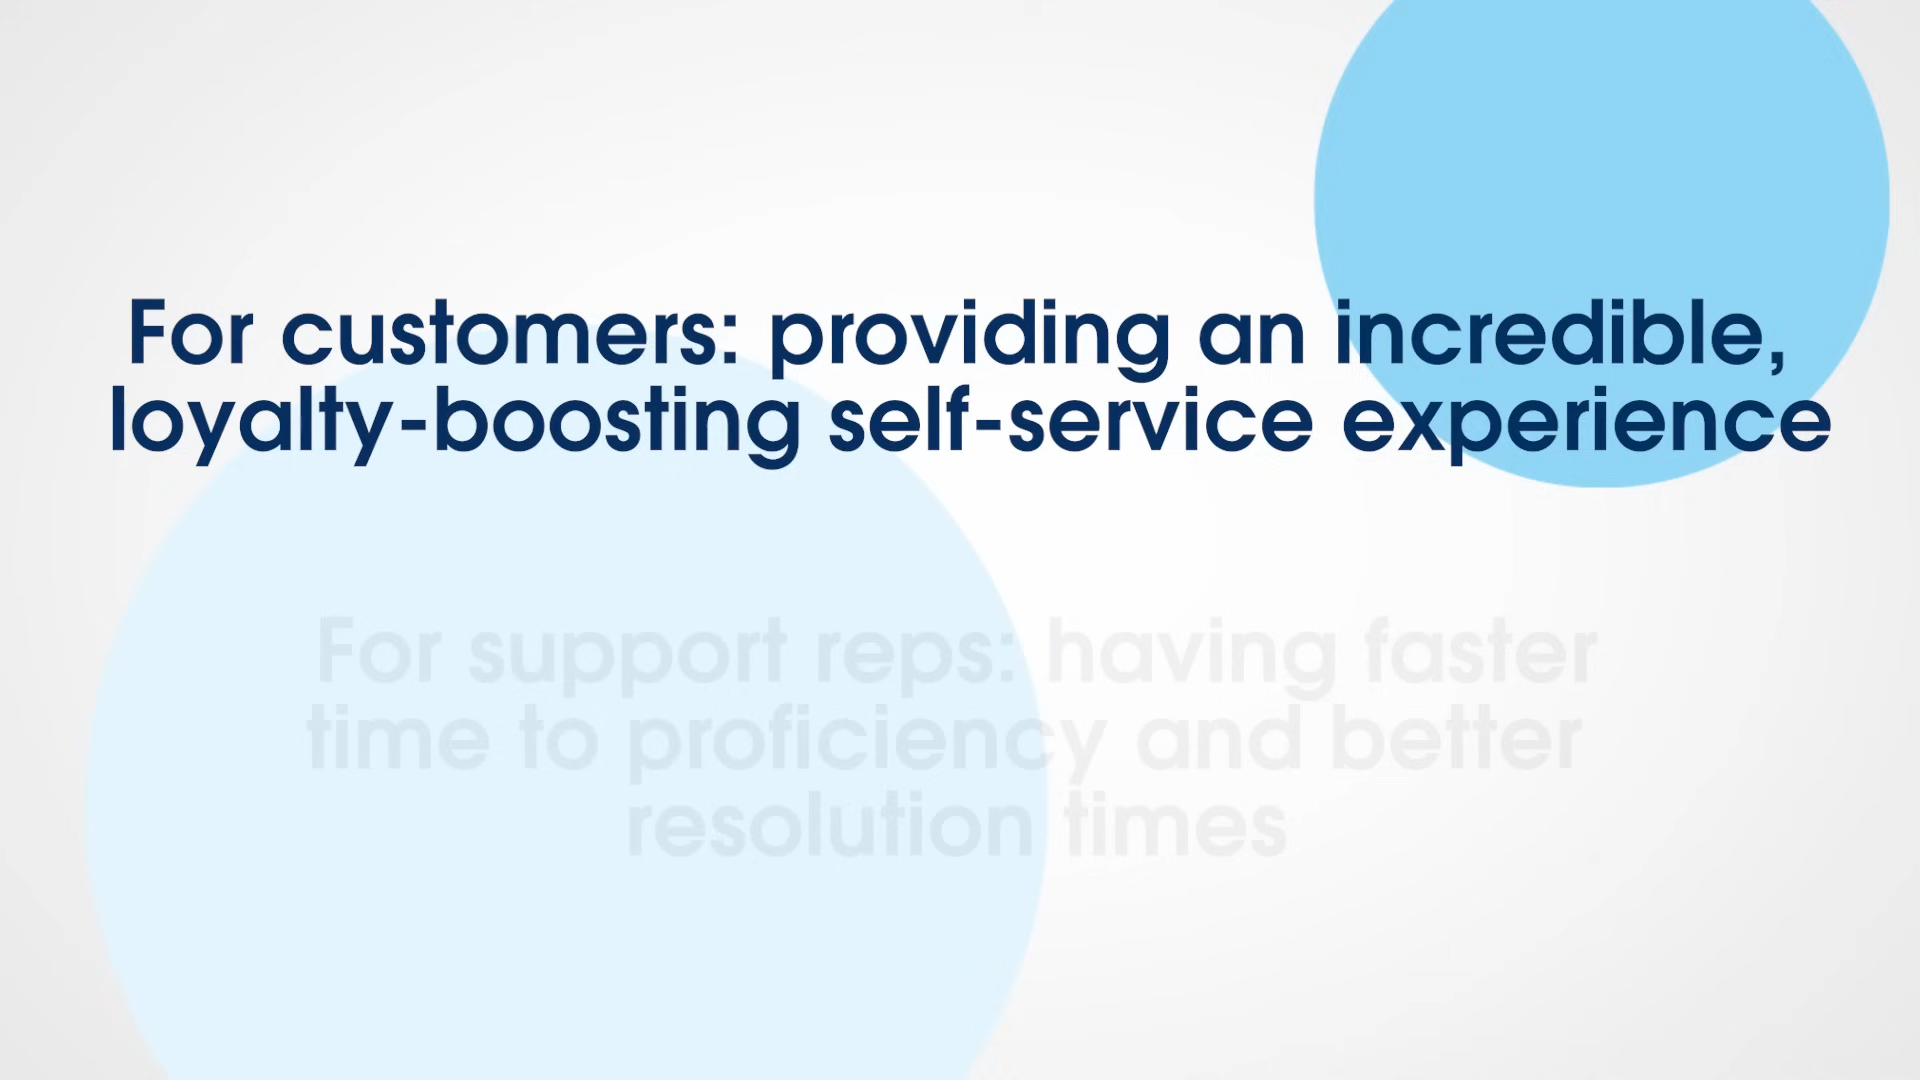 For customers: providing an incredible,
loyalty-boosting self-service experience
For support reps: having faster
time to proficiency and better
resolution times